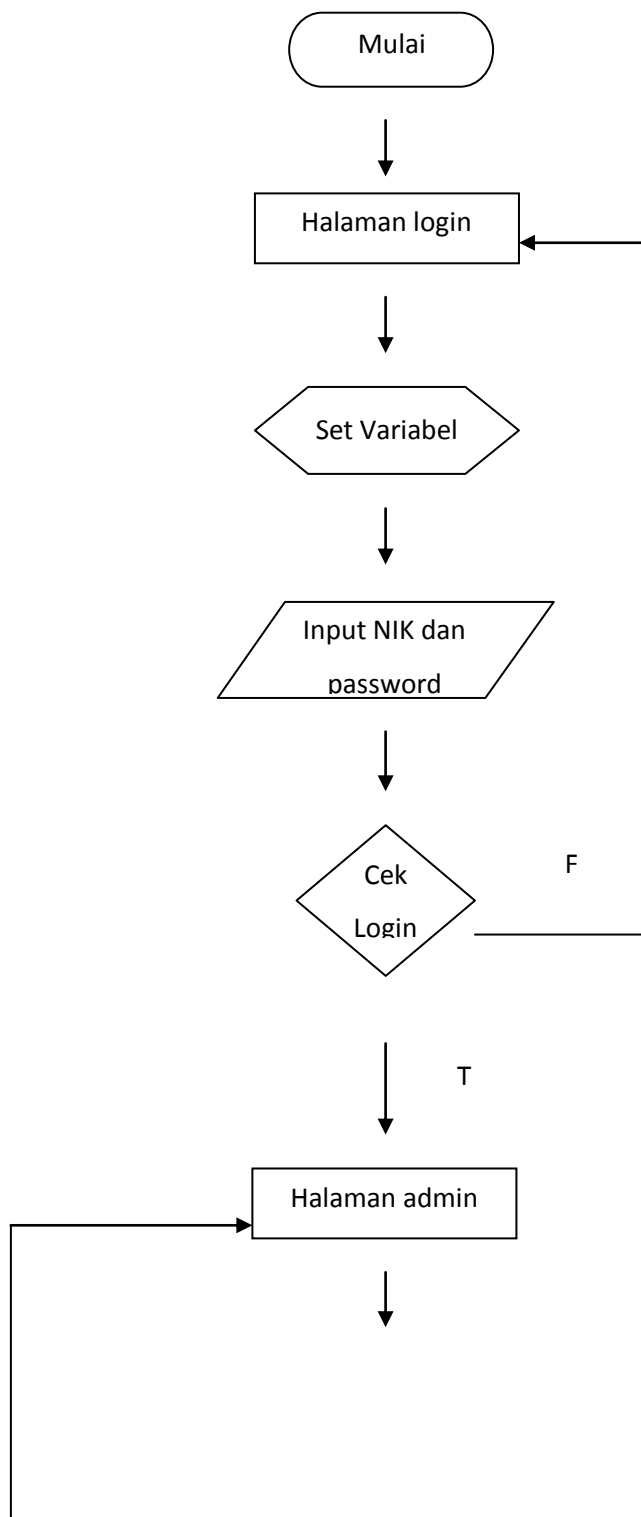 Mulai
Halaman login
Set Variabel
Input NIK dan
password
Cek
Login
F
T
Halaman admin